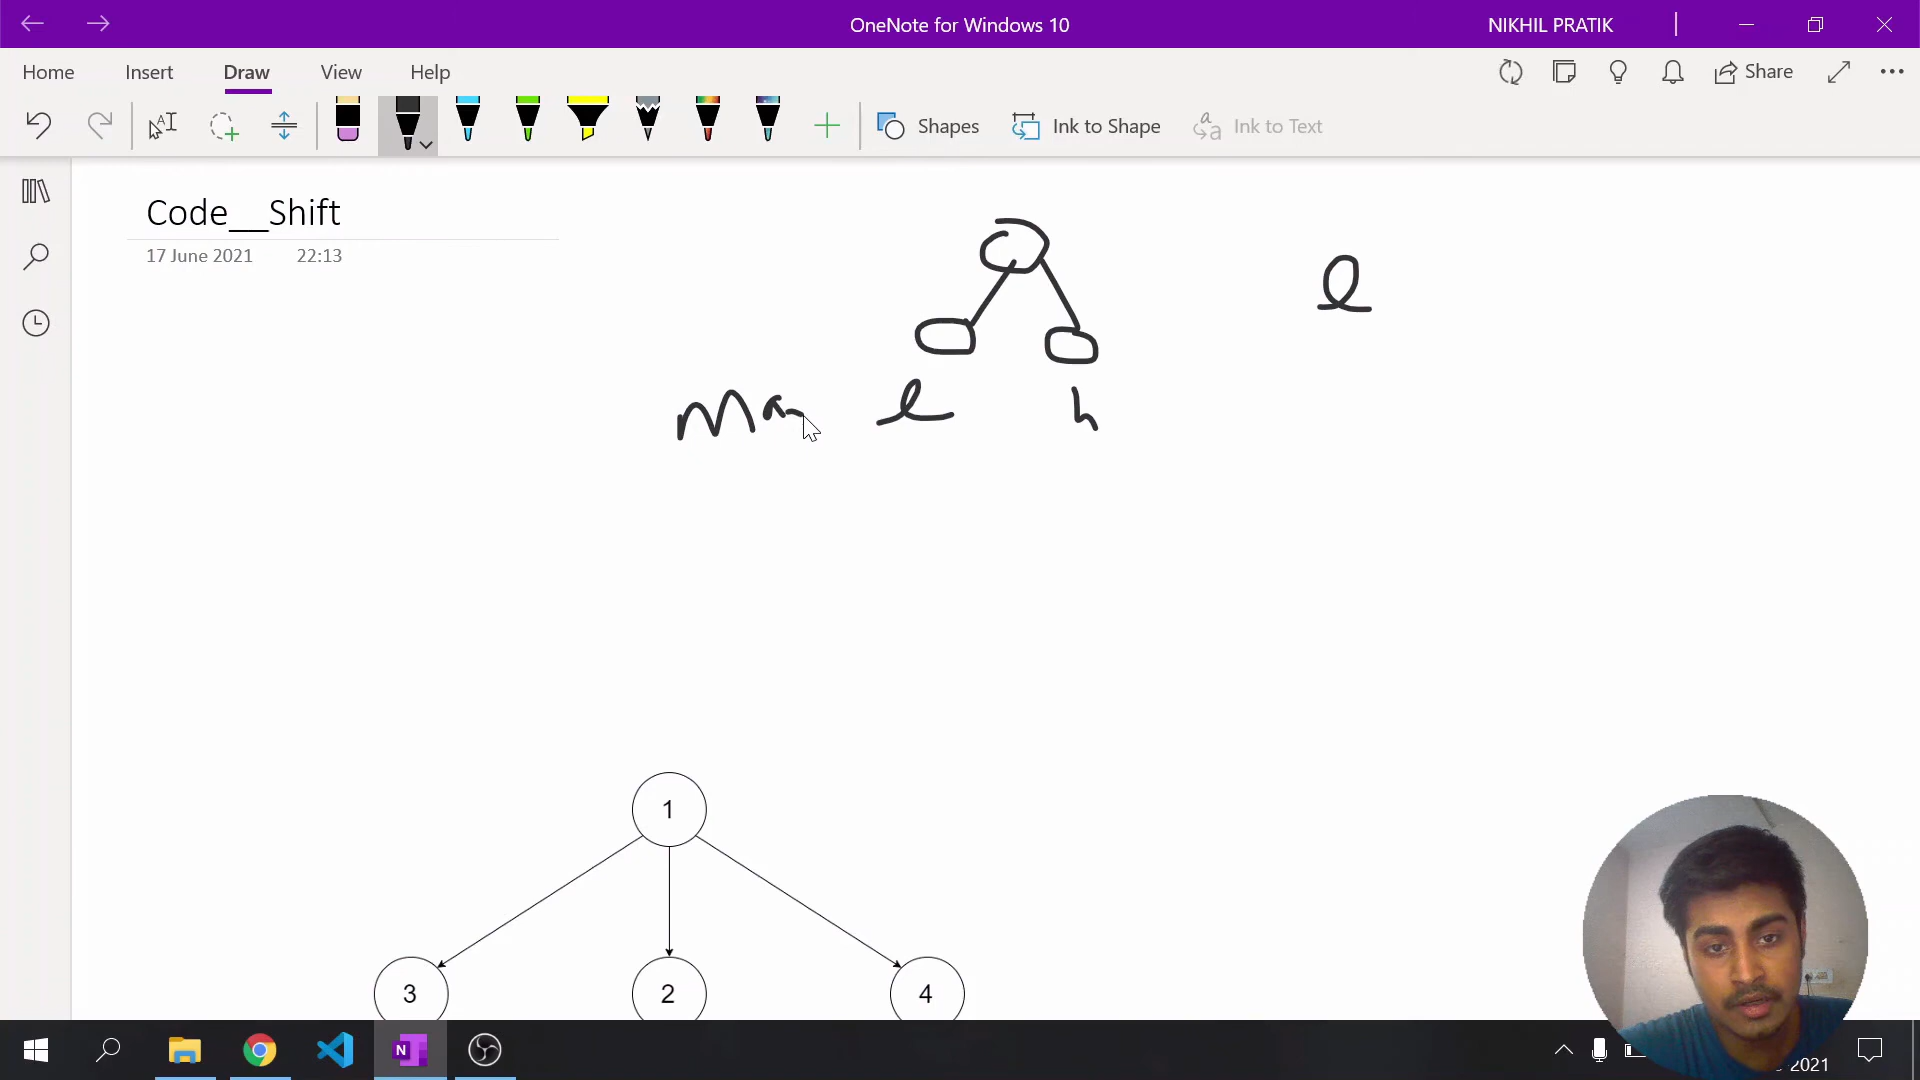 OneNote for Windows 10
NIKHIL PRATIK
Home Insert Draw View Help
Share
Shapes
Ink to Shape
Ink to Text
Code__Shift
17 June 2021 22:13
l
Ma
l h
1
3 2 4
2021